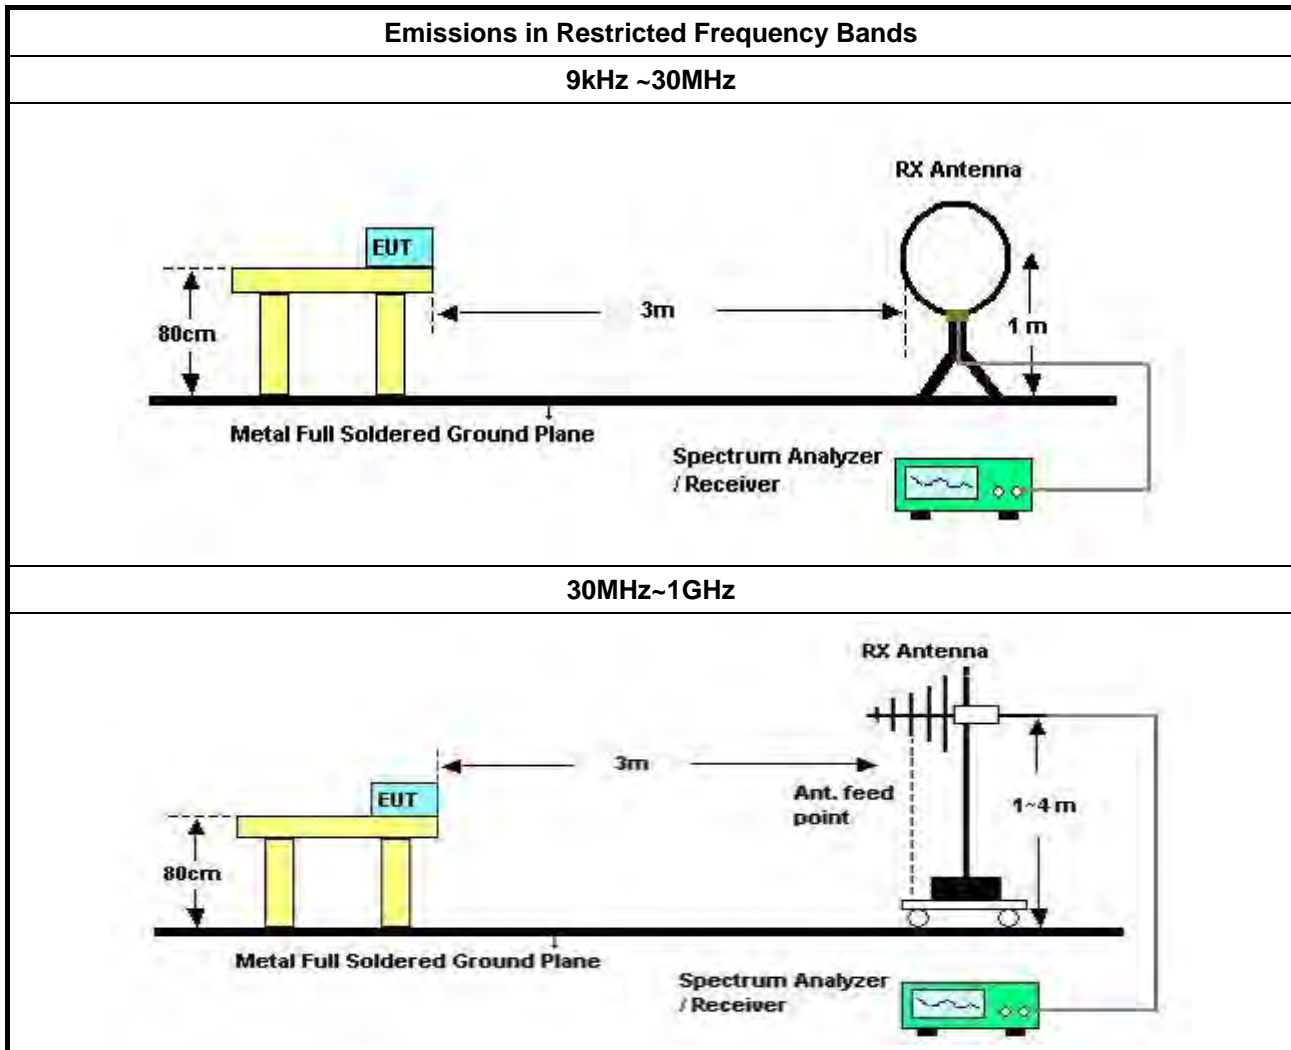 Emissions in Restricted Frequency Bands
9kHz ~30MHz
RX Antenna
EUT
3m
80cm
1 m
Metal Full Soldered Ground Plane
Spectrum Analyzer
/ Receiver
30MHz~1GHz
RX Antenna
3m
EUT
Ant. feed
point
1~4 m
80cm
Metal Full Soldered Ground Plane
Spectrum Analyzer
/ Receiver